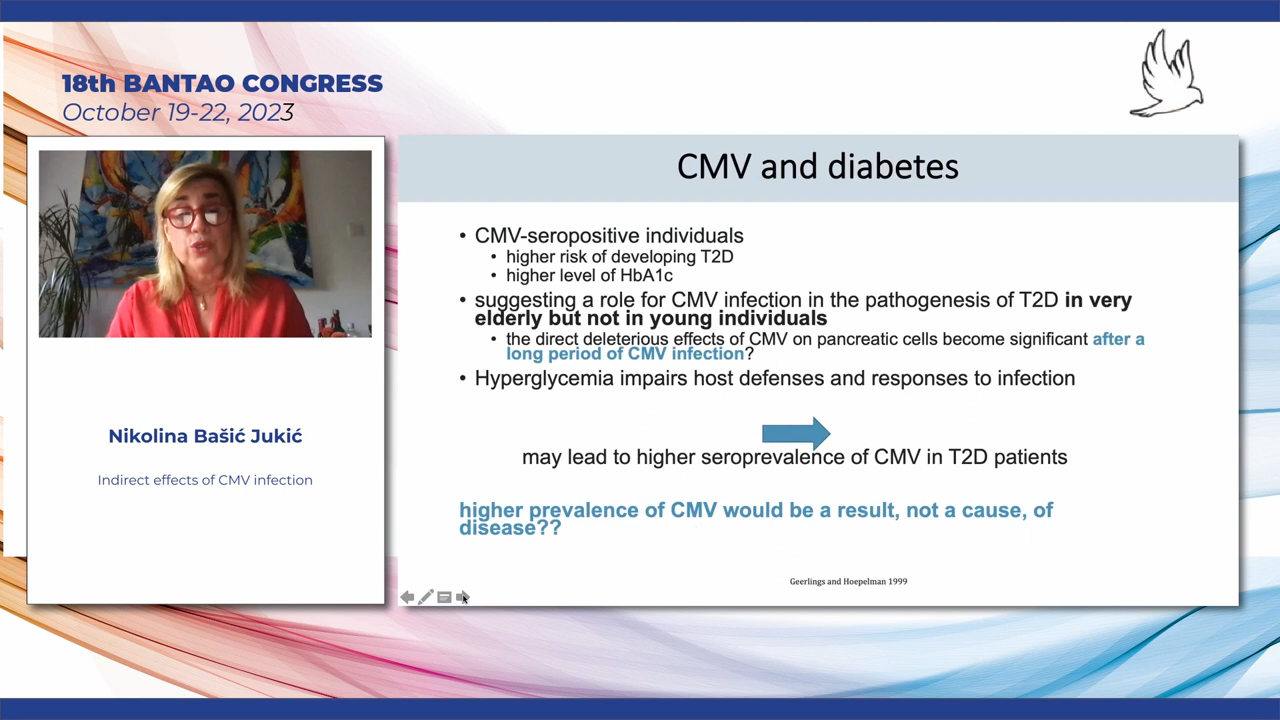 18th BANTAO CONGRESS
October 19-22, 2023
Nikolina Bašić Jukić
Indirect effects of CMV infection
CMV and diabetes
• CMV-seropositive individuals
• higher risk of developing T2D
• higher level of HbA1c
• suggesting a role for CMV infection in the pathogenesis of T2D in very
elderly but not in young individuals
• the direct deleterious effects of CMV on pancreatic cells become significant after a
long period of CMV infection?
• Hyperglycemia impairs host defenses and responses to infection
may lead to higher seroprevalence of CMV in T2D patients
higher prevalence of CMV would be a result, not a cause, of
disease??
Geerlings and Hoepelman 1999